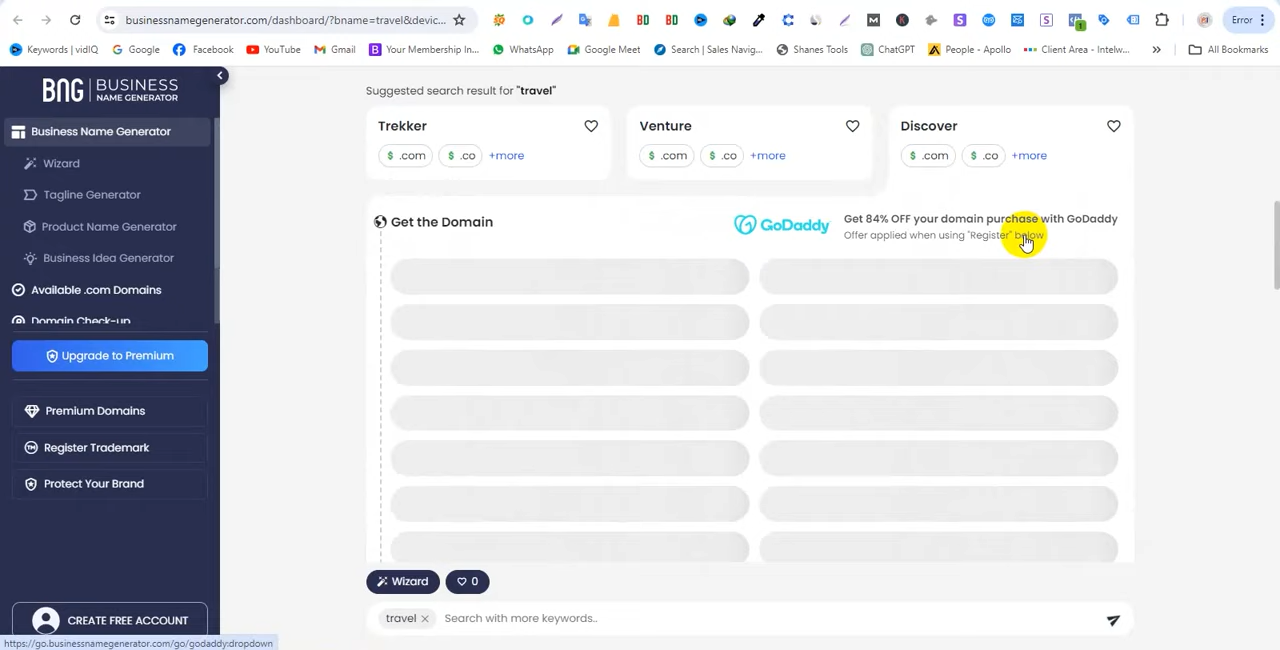 businessnamegenerator.com/dashboard/?bname=travel&devic...
Error
Keywords | vidIQ
Google
Facebook
YouTube
Gmail
Your Membership In...
WhatsApp
Google Meet
Search | Sales Navig...
Shanes Tools
ChatGPT
People - Apollo
Client Area - Intelw...
All Bookmarks
BNG | BUSINESS NAME GENERATOR
Business Name Generator
Wizard
Tagline Generator
Product Name Generator
Business Idea Generator
Available .com Domains
Domain Check-up
Upgrade to Premium
Premium Domains
Register Trademark
Protect Your Brand
CREATE FREE ACCOUNT
https://go.businessnamegenerator.com/go/godaddy:dropdown
Suggested search result for "travel"
Trekker
$ .com $ .co +more
Venture
$ .com $ .co +more
Discover
$ .com $ .co +more
Get the Domain
GoDaddy
Get 84% OFF your domain purchase with GoDaddy
Offer applied when using "Register" below
Wizard
0
travel
Search with more keywords..